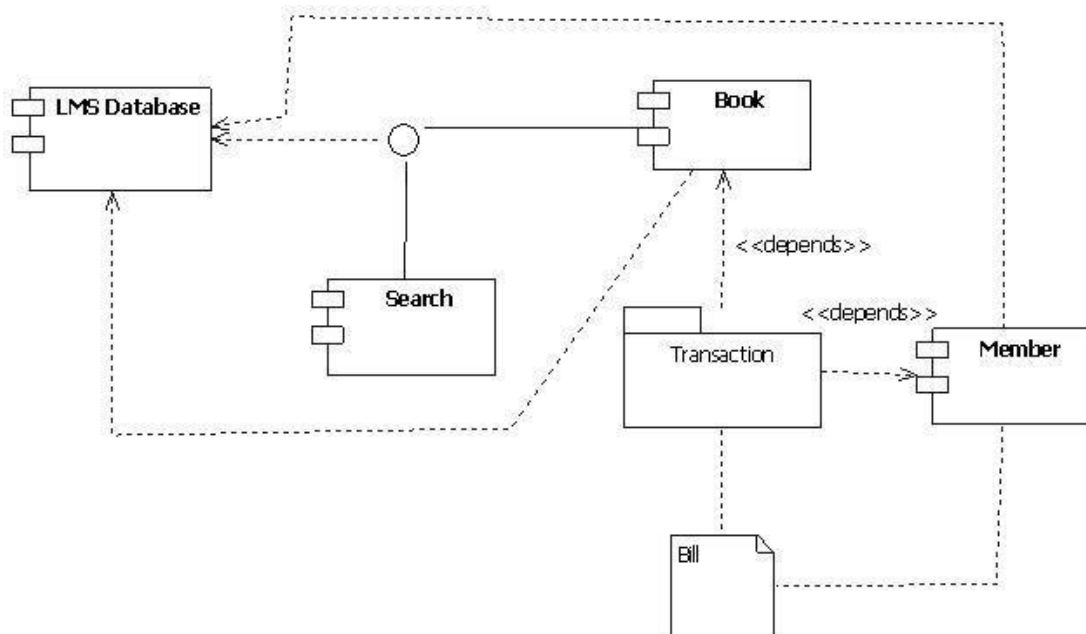 LMS Database
Book
<<depends>>
Search
<<depends>>
Transaction
Member
Bill